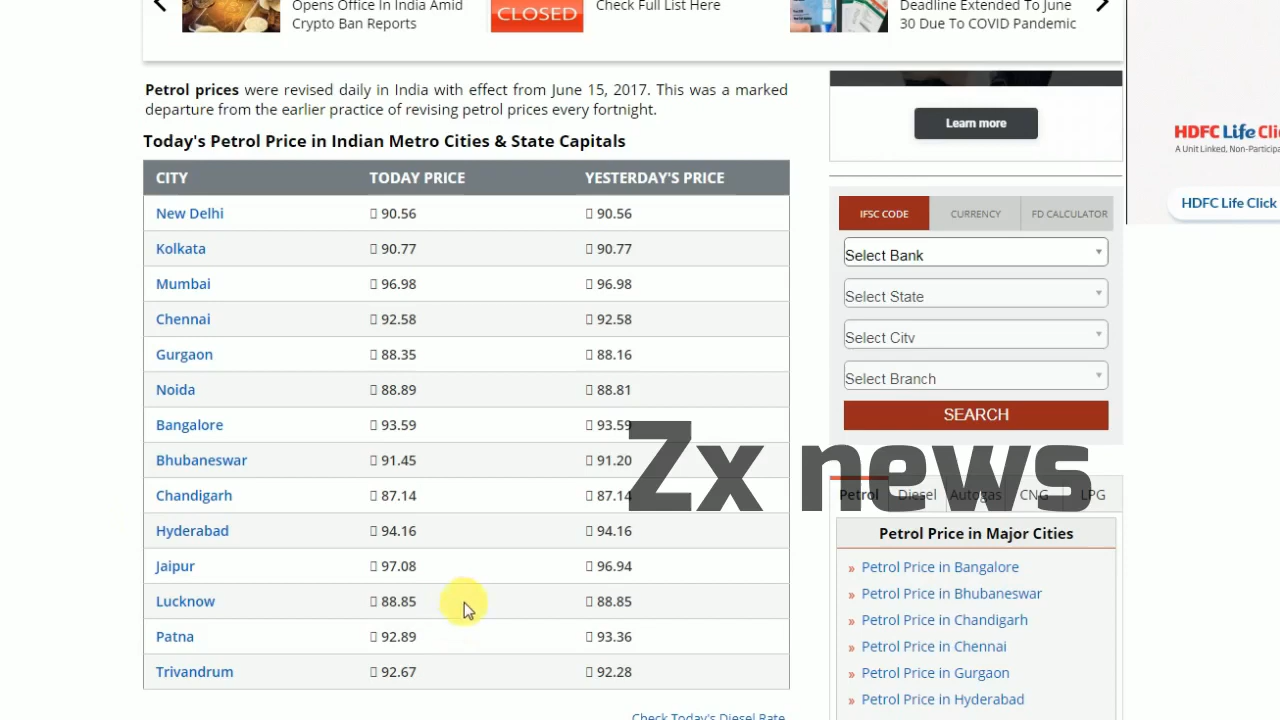 Opens Office In India Amid
Crypto Ban Reports
CLOSED
Check Full List Here
Deadline Extended To June
30 Due To COVID Pandemic
Petrol prices were revised daily in India with effect from June 15, 2017. This was a marked
departure from the earlier practice of revising petrol prices every fortnight.
Today's Petrol Price in Indian Metro Cities & State Capitals
CITY TODAY PRICE YESTERDAY'S PRICE
New Delhi 90.56 90.56
Kolkata 90.77 90.77
Mumbai 96.98 96.98
Chennai 92.58 92.58
Gurgaon 88.35 88.16
Noida 88.89 88.81
Bangalore 93.59 93.59
Bhubaneswar 91.45 91.20
Chandigarh 87.14 87.14
Hyderabad 94.16 94.16
Jaipur 97.08 96.94
Lucknow 88.85 88.85
Patna 92.89 93.36
Trivandrum 92.67 92.28
Check Today's Diesel Rate
Learn more
HDFC Life Cli
A Unit Linked, Non-Participa
HDFC Life Click
IFSC CODE CURRENCY FD CALCULATOR
Select Bank
Select State
Select City
Select Branch
SEARCH
Zx news
Petrol Diesel Autogas CNG LPG
Petrol Price in Major Cities
» Petrol Price in Bangalore
» Petrol Price in Bhubaneswar
» Petrol Price in Chandigarh
» Petrol Price in Chennai
» Petrol Price in Gurgaon
» Petrol Price in Hyderabad